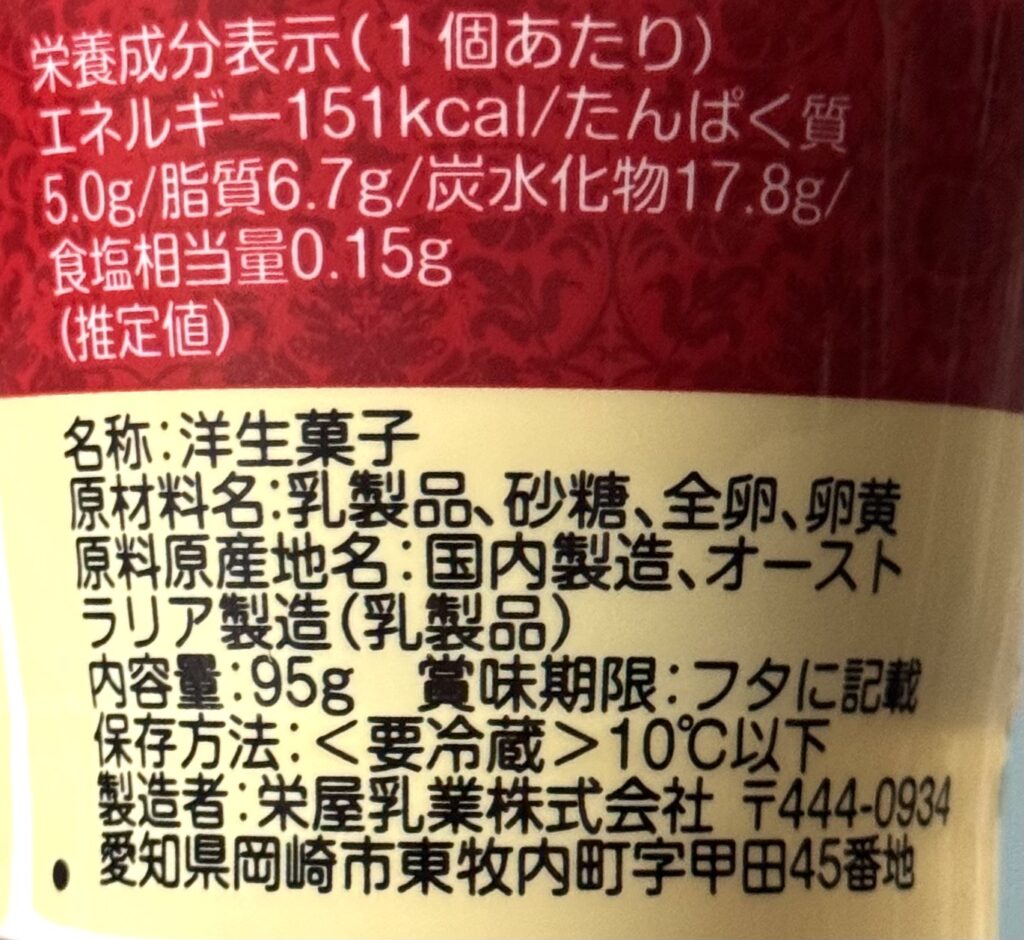 栄養成分表示(1個あたり)
エネルギー151kcal/たんぱく質
5.0g/脂質6.7g/炭水化物17.8g/
食塩相当量0.15g
(推定値)
名称:洋生菓子
原材料名:乳製品、砂糖、全卵、卵黄
原料原産地名:国内製造、オースト
ラリア製造(乳製品)
内容量:95g 賞味期限:フタに記載
保存方法:<要冷蔵>10℃以下
製造者:栄屋乳業株式会社 〒444-0934
愛知県岡崎市東牧内町字甲田45番地